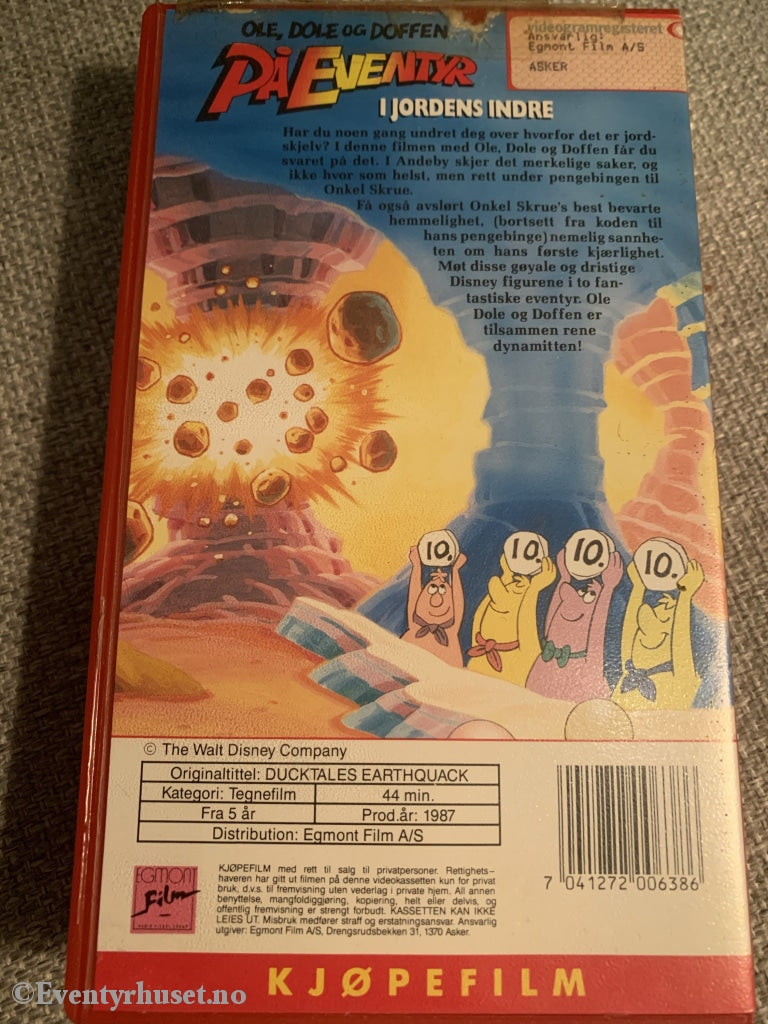 OLE, DOLE OG DOFFEN
PÅ EVENTYR
I JORDENS INDRE
videogramregisteret
Ansvarlig:
Egmont Film A/S
ASKER
Har du noen gang undret deg over hvorfor det er jord-
skjelv? I denne filmen med Ole, Dole og Doffen får du
svaret på det. I Andeby skjer det merkelige saker, og
ikke hvor som helst, men rett under pengebingen til
Onkel Skrue.
Få også avslørt Onkel Skrue's best bevarte
hemmelighet, (bortsett fra koden til
hans pengebinge) nemelig sannhe-
ten om hans første kjærlighet.
Møt disse gøyale og dristige
Disney figurene i to fan-
tastiske eventyr. Ole
Dole og Doffen er
tilsammen rene
dynamitten!
10. 10. 10. 10.
© The Walt Disney Company
Originaltittel: DUCKTALES EARTHQUACK
Kategori: Tegnefilm 44 min.
Fra 5 år Prod.år: 1987
Distribution: Egmont Film A/S
EGMONT
Film
KJØPEFILM med rett til salg til privatpersoner. Rettighets-
haveren har gitt ut filmen på denne videokassetten kun for privat
bruk, d.v.s. til fremvisning uten vederlag i private hjem. All annen
benyttelse, mangfoldiggjøring, kopiering, helt eller delvis, og
offentlig fremvisning er strengt forbudt. KASSETTEN KAN IKKE
LEIES UT. Misbruk medfører straff og erstatningsansvar. Ansvarlig
utgiver: Egmont Film A/S, Drengsrudsbekken 31, 1370 Asker.
7 041272 006386
KJØPEFILM
©Eventyrhuset.no